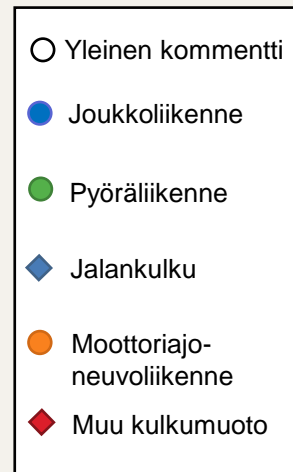 Yleinen kommentti
Joukkoliikenne
Pyöräliikenne
Jalankulku
Moottoriajo-
neuvoliikenne
Muu kulkumuoto